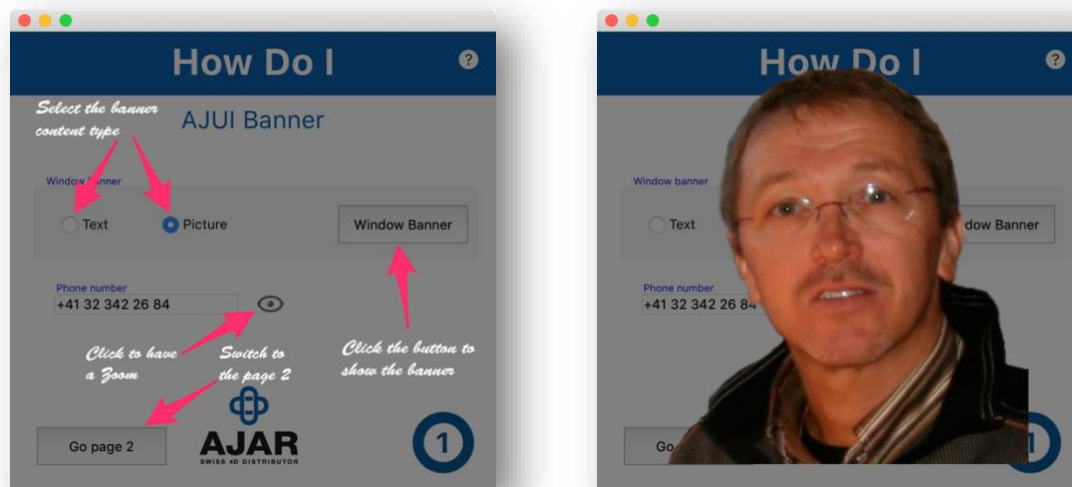 How Do I
?
Select the banner
content type
AJUI Banner
Window banner
Text
Picture
Window Banner
Phone number
+41 32 342 26 84
Click to have
a Zoom
Switch to
the page 2
Click the button to
show the banner
Go page 2
AJAR
SWISS 4D DISTRIBUTOR
1
How Do I
?
Window banner
Text
dow Banner
Phone number
+41 32 342 26 84
Go
1